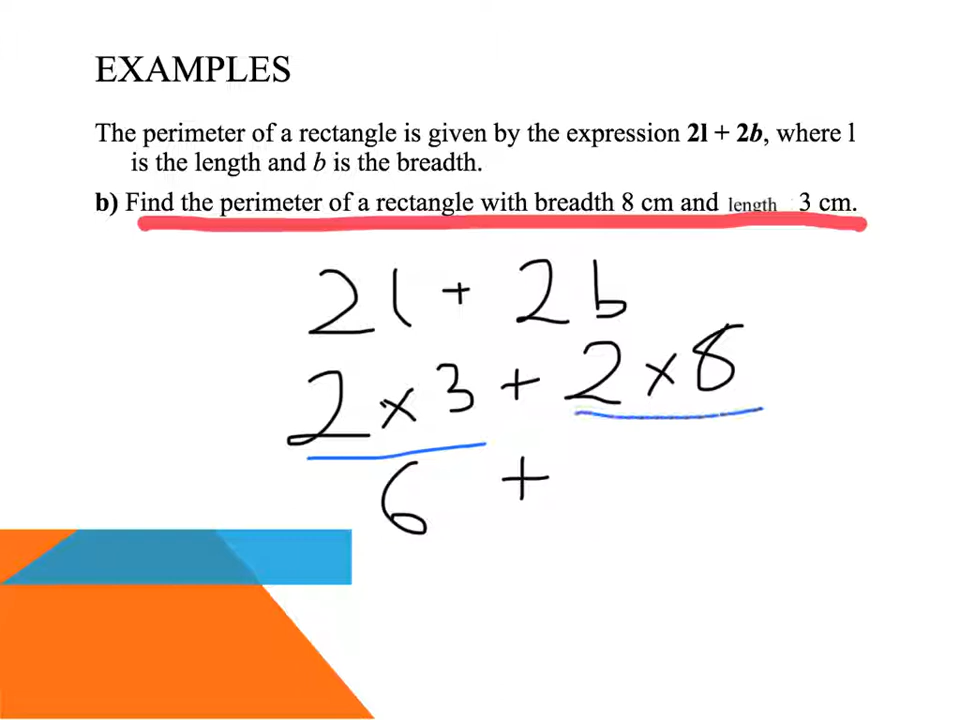 EXAMPLES
The perimeter of a rectangle is given by the expression 2l + 2b, where l
is the length and b is the breadth.
b) Find the perimeter of a rectangle with breadth 8 cm and length 3 cm.
2l + 2b
2 × 3 + 2 × 8
6 +